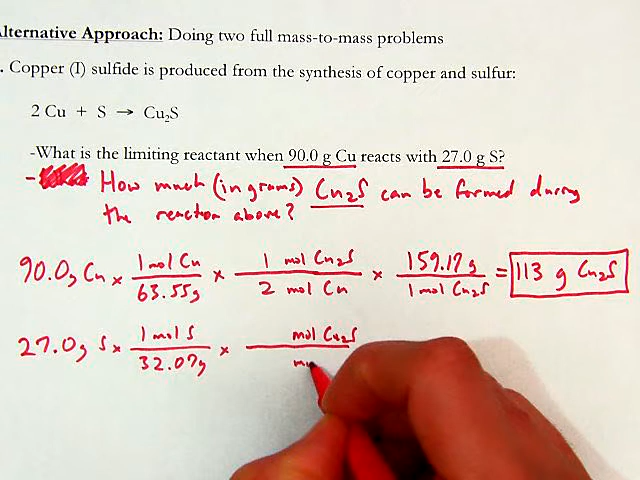 lternative Approach: Doing two full mass-to-mass problems
. Copper (I) sulfide is produced from the synthesis of copper and sulfur:
2 Cu + S → Cu₂S
-What is the limiting reactant when 90.0 g Cu reacts with 27.0 g S?
- How much (in grams) Cu₂S can be formed during
the reaction above?
90.0g Cu x 1 mol Cu / 63.55g x 1 mol Cu₂S / 2 mol Cu x 159.17g / 1 mol Cu₂S = 113 g Cu₂S
27.0g S x 1 mol S / 32.07g x mol Cu₂S / m